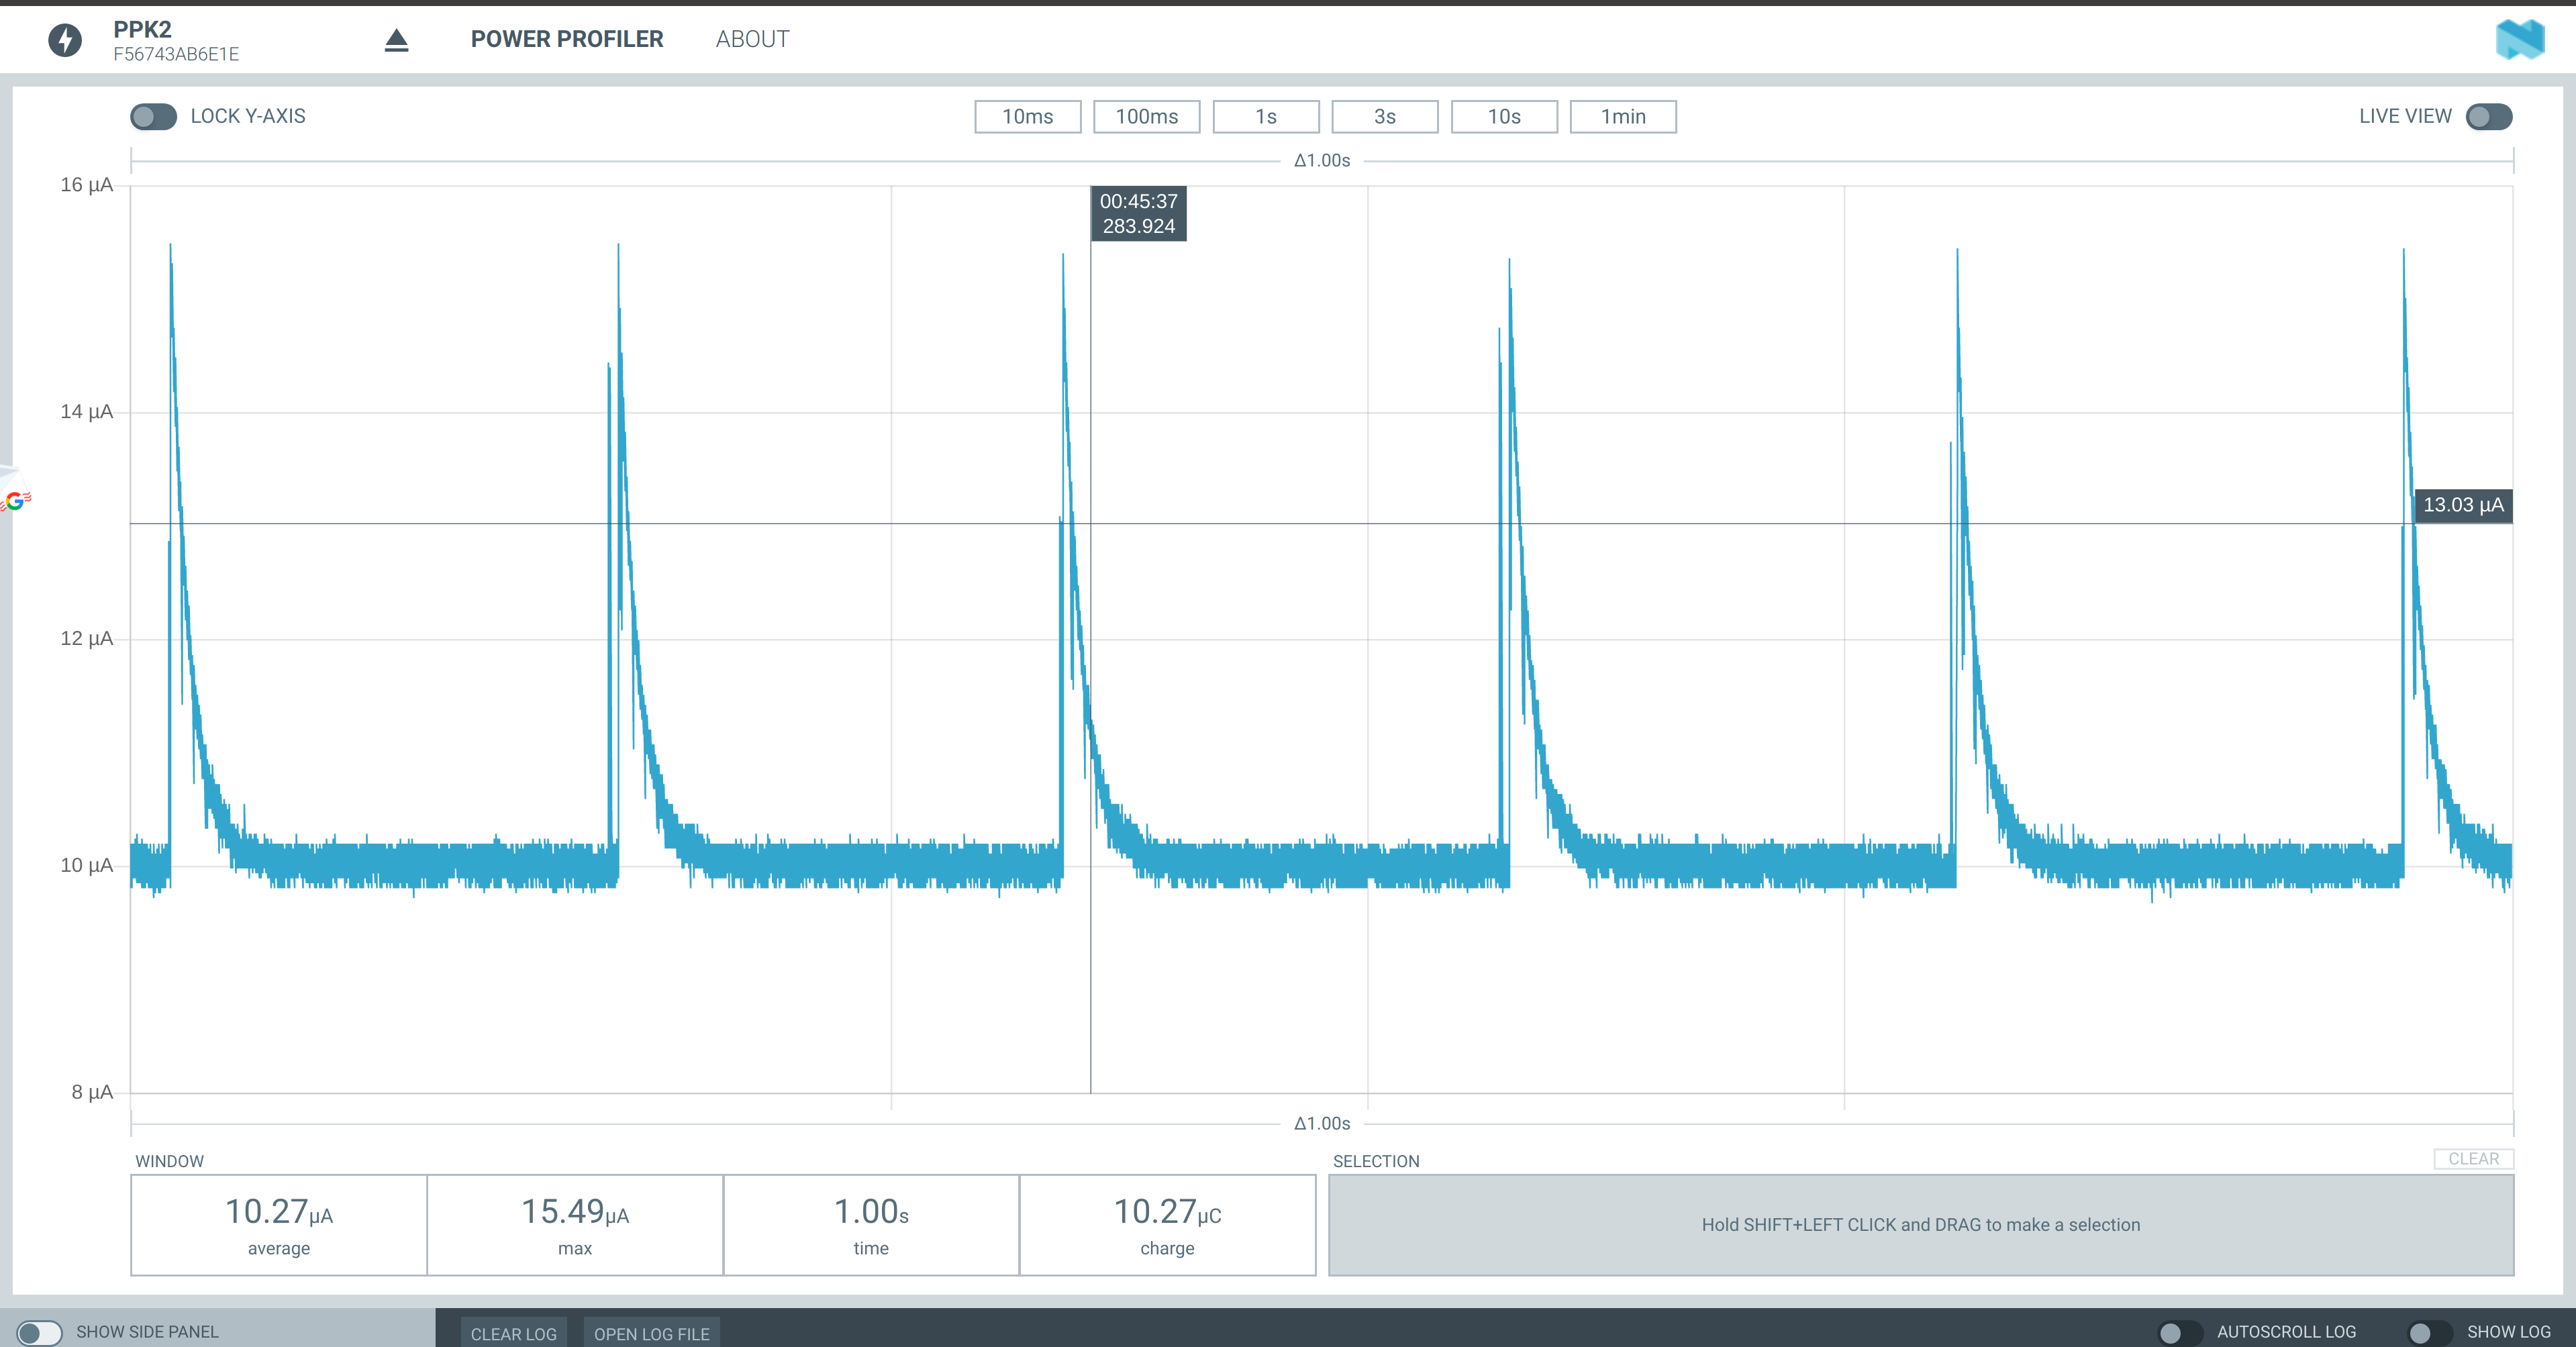 PPK2
F56743AB6E1E
POWER PROFILER
ABOUT
LOCK Y-AXIS
10ms
100ms
1s
3s
10s
1min
LIVE VIEW
Δ1.00s
16 µA
00:45:37
283.924
14 µA
13.03 µA
12 µA
10 µA
8 µA
Δ1.00s
WINDOW
SELECTION
CLEAR
10.27µA
average
15.49µA
max
1.00s
time
10.27µC
charge
Hold SHIFT+LEFT CLICK and DRAG to make a selection
SHOW SIDE PANEL
CLEAR LOG
OPEN LOG FILE
AUTOSCROLL LOG
SHOW LOG